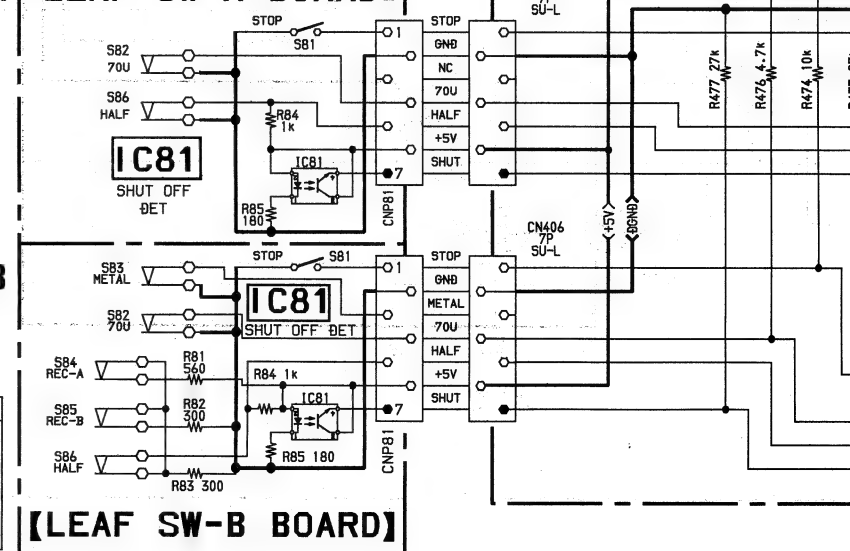 7P
SU-L
STOP
S81
1
STOP
GND
NC
70U
HALF
+5V
SHUT
S82
70U
S86
HALF
R84
1k
IC81
IC81
SHUT OFF
DET
R85
180
7
CNP81
R477 27k
R476 4.7k
R474 10k
+5V
DGND
CN406
7P
SU-L
STOP
S81
1
STOP
GND
METAL
70U
HALF
+5V
SHUT
S83
METAL
IC81
SHUT OFF DET
S82
70U
S84
REC-A
R81
560
R84 1k
IC81
S85
REC-B
R82
300
7
S86
HALF
R85 180
R83 300
CNP81
【LEAF SW-B BOARD】